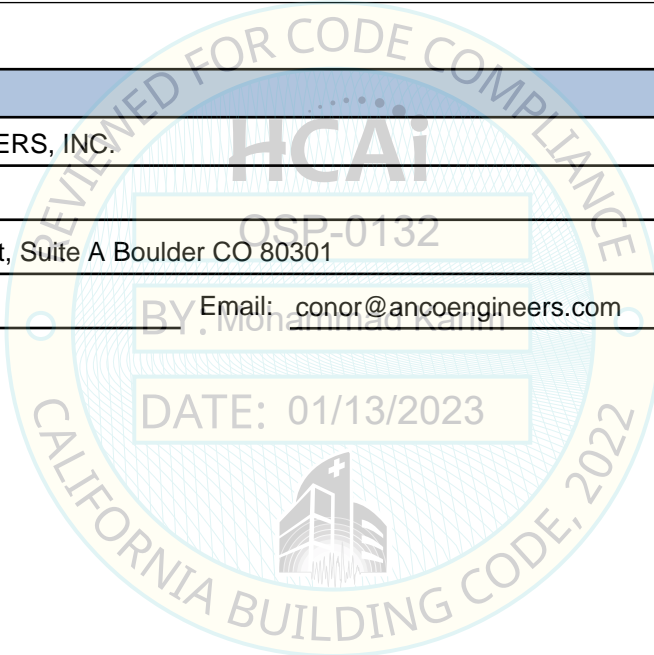 REVIEWED FOR CODE COMPLIANCE
HCAi
ERS, INC.
OSP-0132
t, Suite A Boulder CO 80301
Email: conor@ancoengineers.com
BY: Mohammad Karim
DATE: 01/13/2023
CALIFORNIA BUILDING CODE, 2022